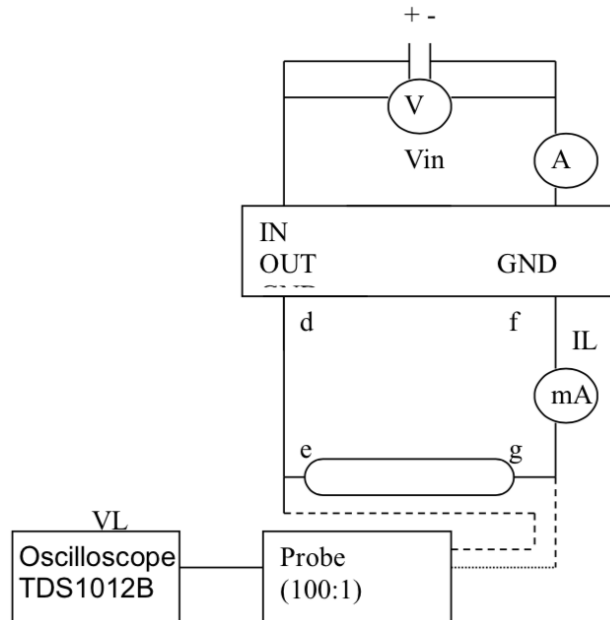 + -
V
Vin
A
IN
OUT GND
d f
IL
mA
e g
VL
Oscilloscope
TDS1012B
Probe
(100:1)